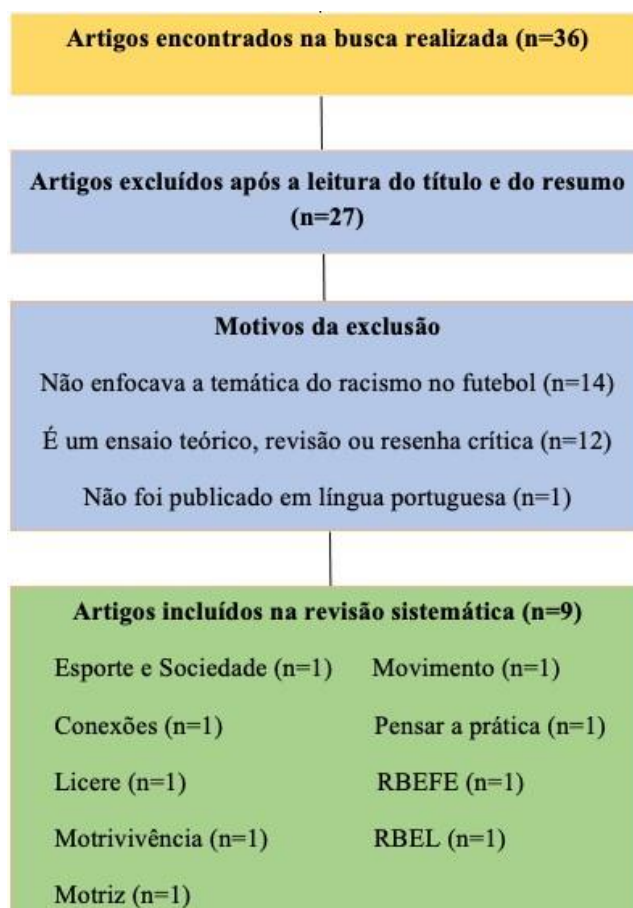 Artigos encontrados na busca realizada (n=36)
Artigos excluídos após a leitura do título e do resumo
(n=27)
Motivos da exclusão
Não enfocava a temática do racismo no futebol (n=14)
É um ensaio teórico, revisão ou resenha crítica (n=12)
Não foi publicado em língua portuguesa (n=1)
Artigos incluídos na revisão sistemática (n=9)
Esporte e Sociedade (n=1) Movimento (n=1)
Conexões (n=1) Pensar a prática (n=1)
Licere (n=1) RBEFE (n=1)
Motrivivência (n=1) RBEL (n=1)
Motriz (n=1)